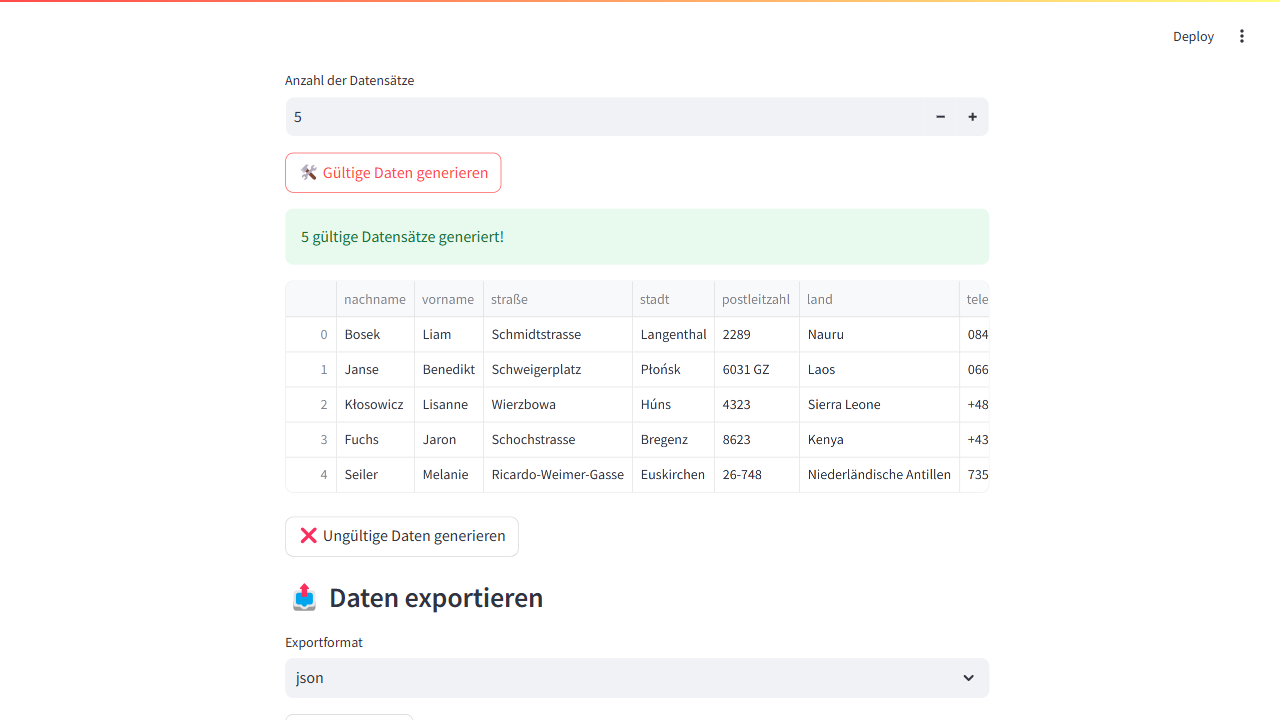 Deploy
Anzahl der Datensätze
5
Gültige Daten generieren
5 gültige Datensätze generiert!
nachname vorname straße stadt postleitzahl land tele
0 Bosek Liam Schmidtstrasse Langenthal 2289 Nauru 084
1 Janse Benedikt Schweigerplatz Płońsk 6031 GZ Laos 066
2 Kłosowicz Lisanne Wierzbowa Húns 4323 Sierra Leone +48
3 Fuchs Jaron Schochstrasse Bregenz 8623 Kenya +43
4 Seiler Melanie Ricardo-Weimer-Gasse Euskirchen 26-748 Niederländische Antillen 735
Ungültige Daten generieren
Daten exportieren
Exportformat
json